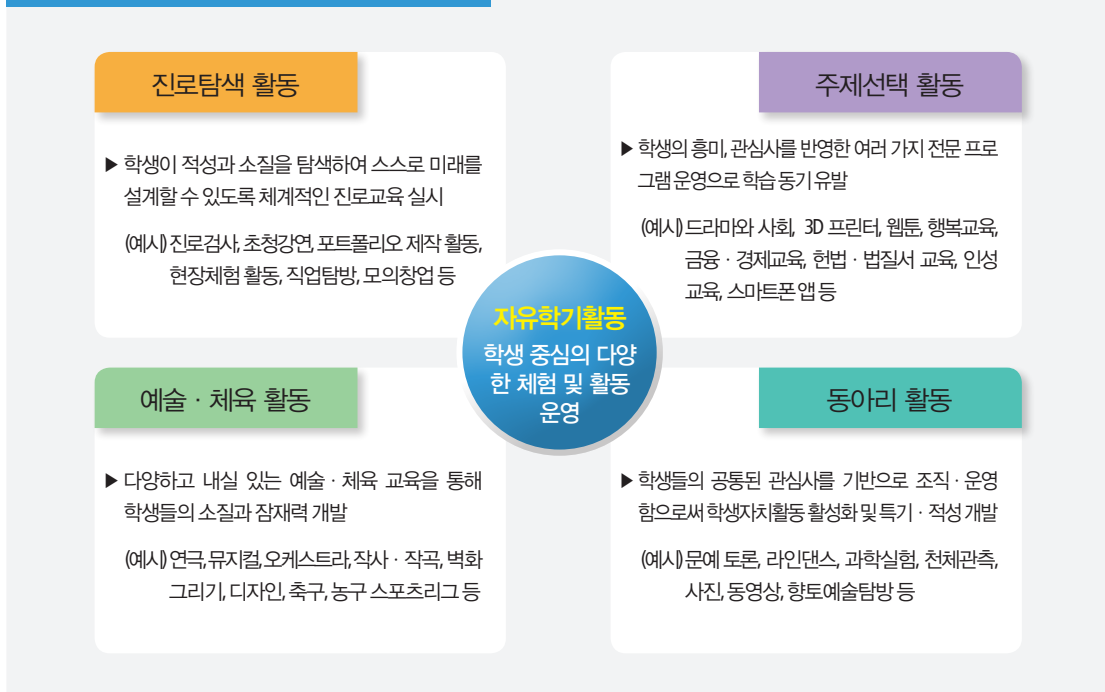 진로탐색 활동
▶ 학생이 적성과 소질을 탐색하여 스스로 미래를
설계할 수 있도록 체계적인 진로교육 실시
(예시) 진로검사, 초청강연, 포트폴리오 제작 활동,
현장체험 활동, 직업탐방, 모의창업 등
주제선택 활동
▶ 학생의 흥미, 관심사를 반영한 여러 가지 전문 프로
그램 운영으로 학습 동기 유발
(예시) 드라마와 사회, 3D 프린터, 웹툰, 행복교육,
금융 · 경제교육, 헌법 · 법질서 교육, 인성
교육, 스마트폰 앱 등
자유학기활동
학생 중심의 다양
한 체험 및 활동
운영
예술 · 체육 활동
▶ 다양하고 내실 있는 예술 · 체육 교육을 통해
학생들의 소질과 잠재력 개발
(예시) 연극, 뮤지컬, 오케스트라, 작사 · 작곡, 벽화
그리기, 디자인, 축구, 농구 스포츠리그 등
동아리 활동
▶ 학생들의 공통된 관심사를 기반으로 조직 · 운영
함으로써 학생자치활동 활성화 및 특기 · 적성 개발
(예시) 문예 토론, 라인댄스, 과학실험, 천체관측,
사진, 동영상, 향토예술탐방 등